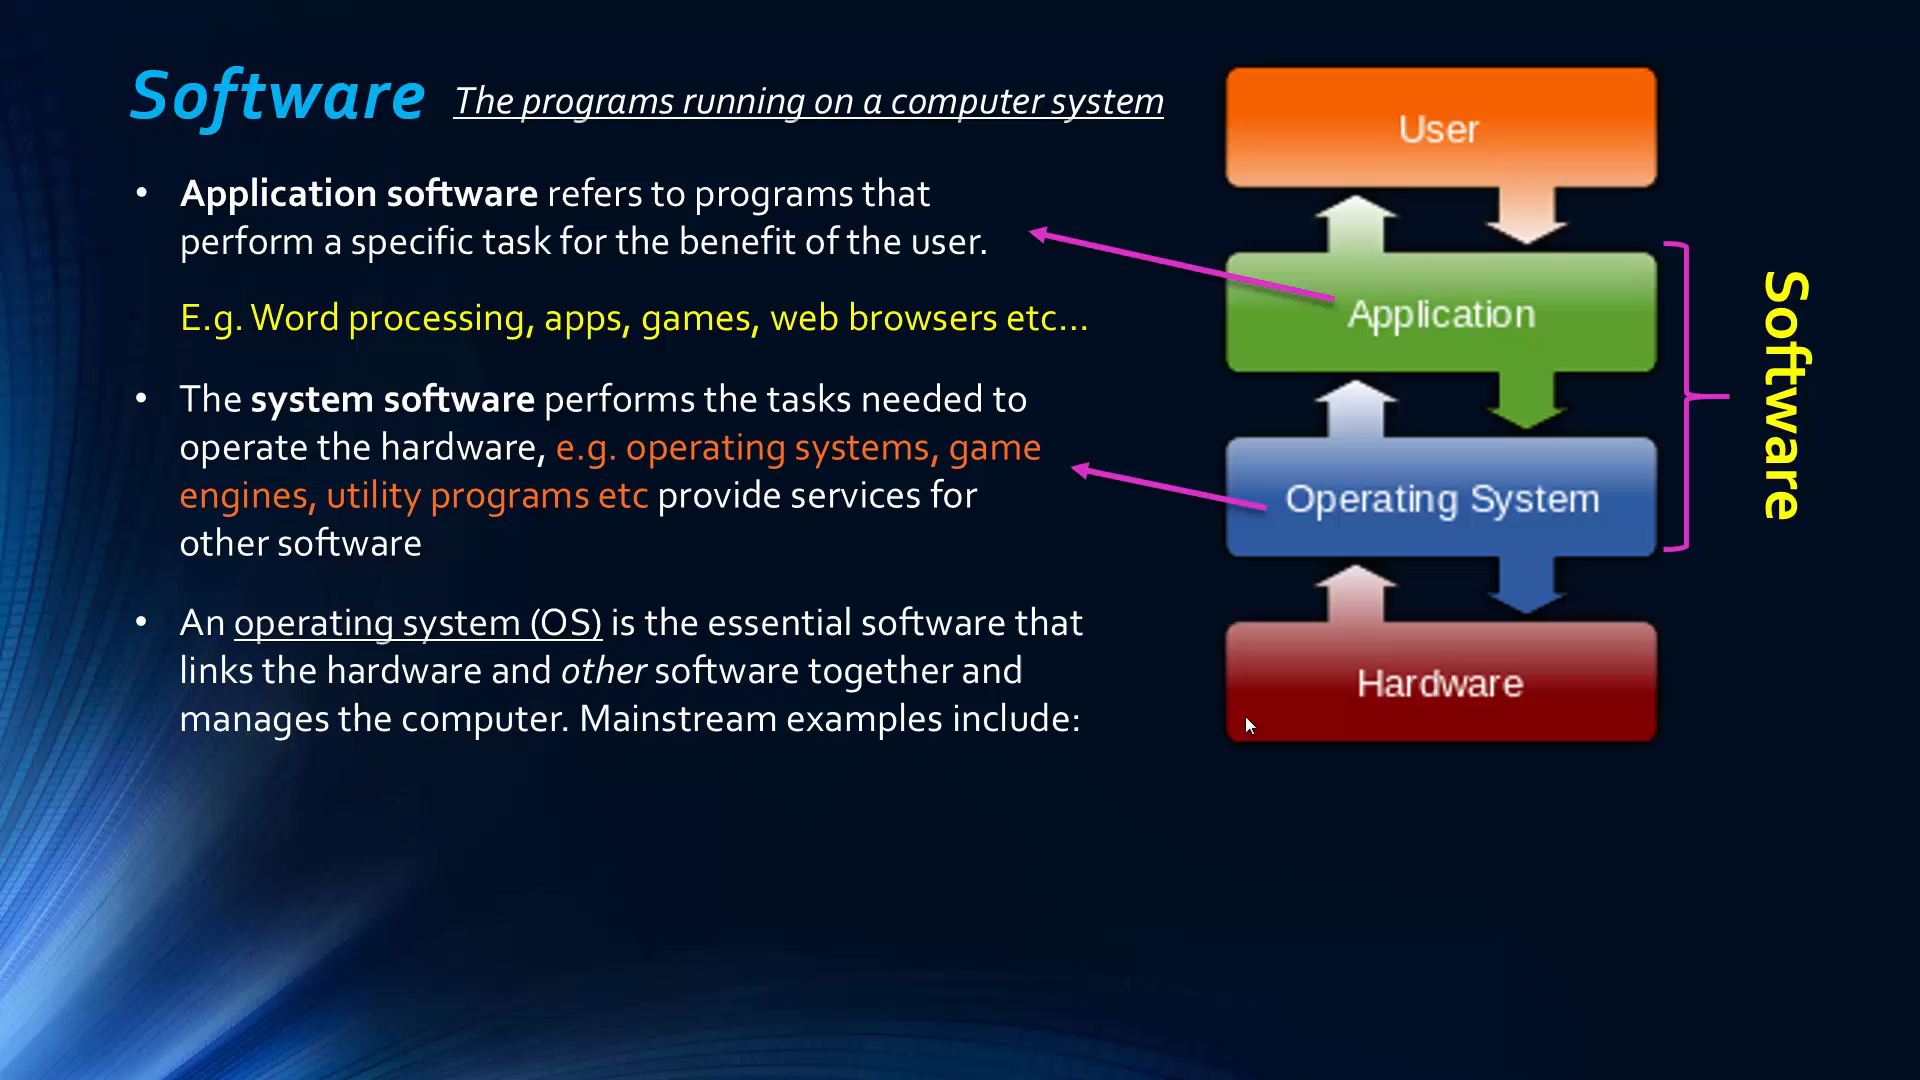 Software The programs running on a computer system
• Application software refers to programs that
perform a specific task for the benefit of the user.
E.g. Word processing, apps, games, web browsers etc…
• The system software performs the tasks needed to
operate the hardware, e.g. operating systems, game
engines, utility programs etc provide services for
other software
• An operating system (OS) is the essential software that
links the hardware and other software together and
manages the computer. Mainstream examples include:
User
Application
Operating System
Hardware
Software